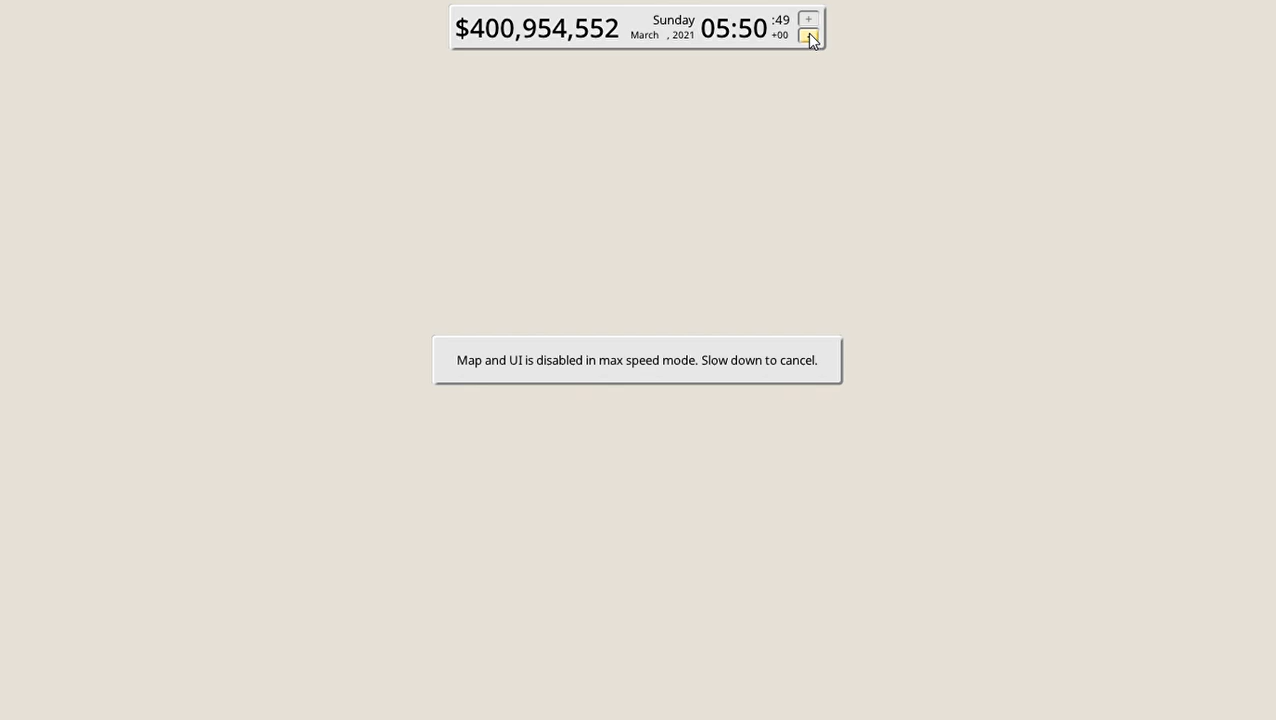 $400,954,552
Sunday
March , 2021
05:50
:49
+00
+
Map and UI is disabled in max speed mode. Slow down to cancel.